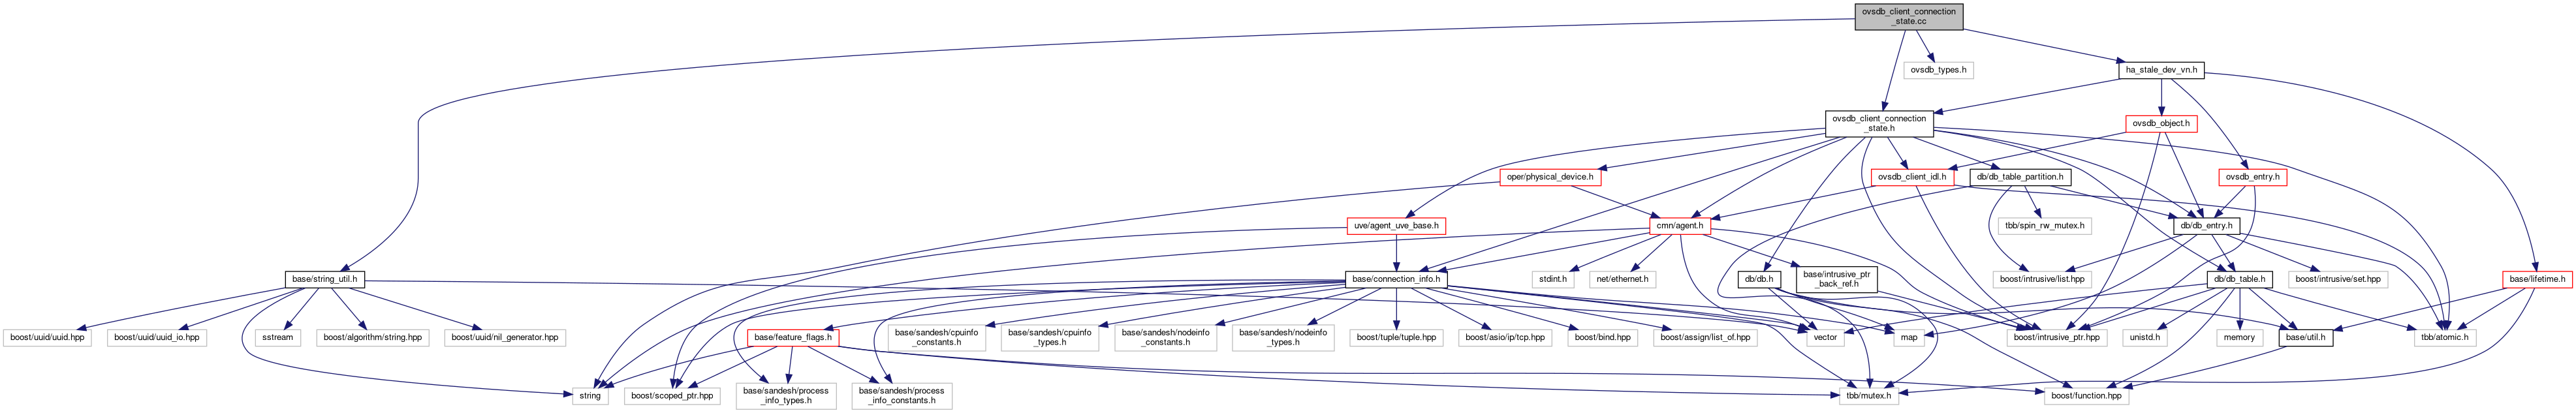 ovsdb_client_connection
_state.cc
ovsdb_types.h
ha_stale_dev_vn.h
ovsdb_client_connection
_state.h
ovsdb_object.h
oper/physical_device.h
ovsdb_client_idl.h
db/db_table_partition.h
ovsdb_entry.h
uve/agent_uve_base.h
cmn/agent.h
tbb/spin_rw_mutex.h
db/db_entry.h
base/string_util.h
base/connection_info.h
stdint.h
net/ethernet.h
db/db.h
base/intrusive_ptr
_back_ref.h
boost/intrusive/list.hpp
db/db_table.h
boost/intrusive/set.hpp
base/lifetime.h
boost/uuid/uuid.hpp
boost/uuid/uuid_io.hpp
sstream
boost/algorithm/string.hpp
boost/uuid/nil_generator.hpp
base/feature_flags.h
base/sandesh/cpuinfo
_constants.h
base/sandesh/cpuinfo
_types.h
base/sandesh/nodeinfo
_constants.h
base/sandesh/nodeinfo
_types.h
boost/tuple/tuple.hpp
boost/asio/ip/tcp.hpp
boost/bind.hpp
boost/assign/list_of.hpp
vector
map
boost/intrusive_ptr.hpp
unistd.h
memory
base/util.h
tbb/atomic.h
string
boost/scoped_ptr.hpp
base/sandesh/process
_info_types.h
base/sandesh/process
_info_constants.h
tbb/mutex.h
boost/function.hpp